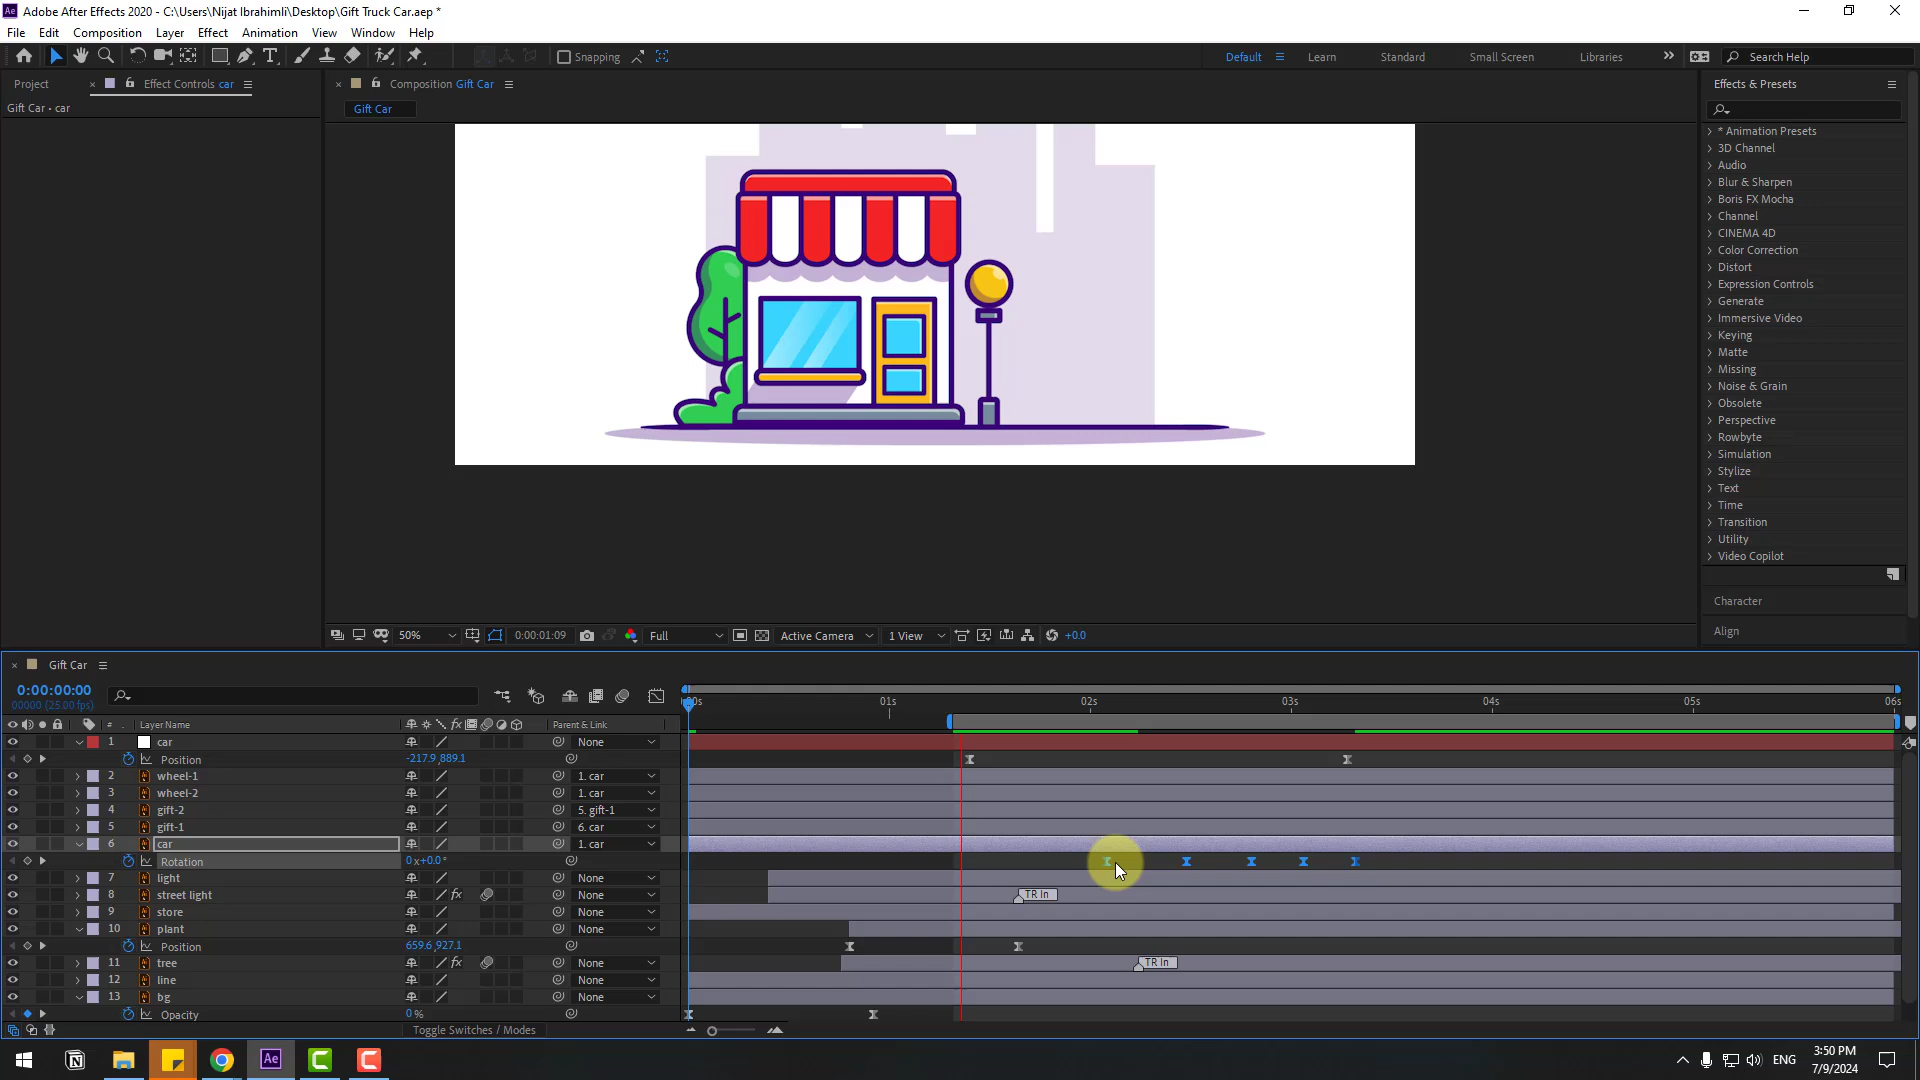 Ae Adobe After Effects 2020 - C:\Users\Nijat Ibrahimli\Desktop\Gift Truck Car.aep *
File Edit Composition Layer Effect Animation View Window Help
Snapping
Default Learn Standard Small Screen Libraries
Search Help
Project
Effect Controls car
Composition Gift Car
Effects & Presets
Gift Car • car
Gift Car
* Animation Presets
3D Channel
Audio
Blur & Sharpen
Boris FX Mocha
Channel
CINEMA 4D
Color Correction
Distort
Expression Controls
Generate
Immersive Video
Keying
Matte
Missing
Noise & Grain
Obsolete
Perspective
Rowbyte
Simulation
Stylize
Text
Time
Transition
Utility
Video Copilot
Character
Align
50% 0:00:01:09 Full Active Camera 1 View +0.0
Gift Car
0:00:00:00
00000 (25.00 fps)
00s 01s 02s 03s 04s 05s 06s
# Layer Name fx Parent & Link
1 car None
Position -217.9,889.1
2 wheel-1 1. car
3 wheel-2 1. car
4 gift-2 5. gift-1
5 gift-1 6. car
6 car 1. car
Rotation 0x+0.0°
7 light None
8 street light fx None TR In
9 store None
10 plant None
Position 659.6,927.1
11 tree fx None TR In
12 line None
13 bg None
Opacity 0%
Toggle Switches / Modes
Ae
ENG
3:50 PM
7/9/2024